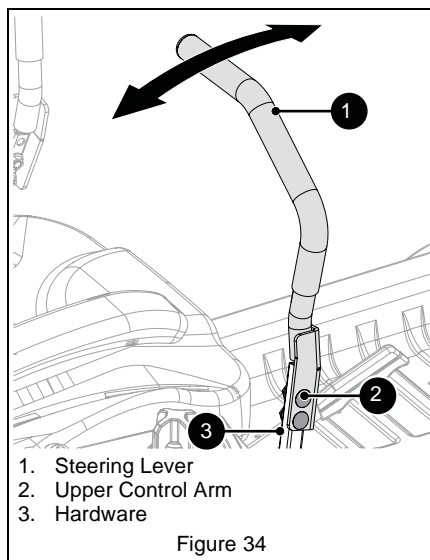 1
2
3
1. Steering Lever
2. Upper Control Arm
3. Hardware
Figure 34